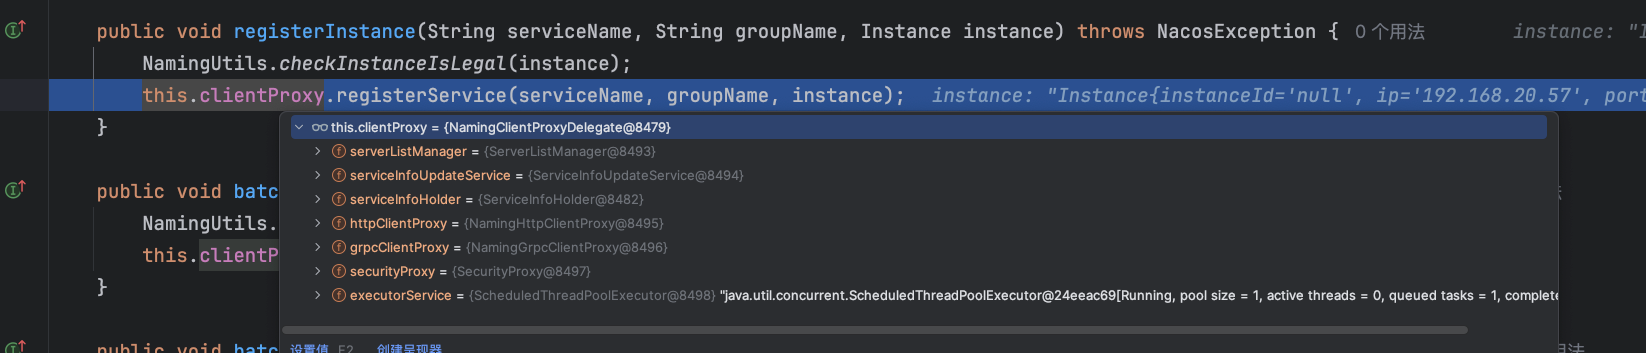 public void registerInstance(String serviceName, String groupName, Instance instance) throws NacosException { 0 个用法 instance: "I
NamingUtils.checkInstanceIsLegal(instance);
this.clientProxy.registerService(serviceName, groupName, instance); instance: "Instance{instanceId='null', ip='192.168.20.57', port
}
this.clientProxy = {NamingClientProxyDelegate@8479}
serverListManager = {ServerListManager@8493}
serviceInfoUpdateService = {ServiceInfoUpdateService@8494}
public void batc
serviceInfoHolder = {ServiceInfoHolder@8482}
NamingUtils.
httpClientProxy = {NamingHttpClientProxy@8495}
this.clientP
grpcClientProxy = {NamingGrpcClientProxy@8496}
securityProxy = {SecurityProxy@8497}
}
executorService = {ScheduledThreadPoolExecutor@8498} "java.util.concurrent.ScheduledThreadPoolExecutor@24eeac69[Running, pool size = 1, active threads = 0, queued tasks = 1, complete
设置值 F2 创建呈现器
public void batc
用法